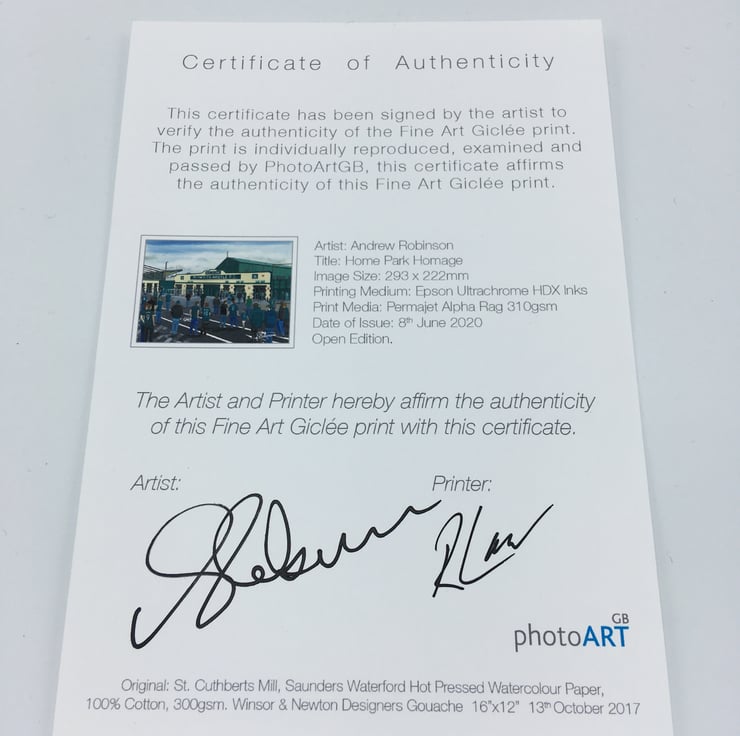 Certificate of Authenticity
This certificate has been signed by the artist to
verify the authenticity of the Fine Art Giclée print.
The print is individually reproduced, examined and
passed by PhotoArtGB, this certificate affirms
the authenticity of this Fine Art Giclée print.
Artist: Andrew Robinson
Title: Home Park Homage
Image Size: 293 x 222mm
Printing Medium: Epson Ultrachrome HDX Inks
Print Media: Permajet Alpha Rag 310gsm
Date of Issue: 8th June 2020
Open Edition.
The Artist and Printer hereby affirm the authenticity
of this Fine Art Giclée print with this certificate.
Artist:
Printer:
photoART GB
Original: St. Cuthberts Mill, Saunders Waterford Hot Pressed Watercolour Paper,
100% Cotton, 300gsm. Winsor & Newton Designers Gouache 16"x12" 13th October 2017